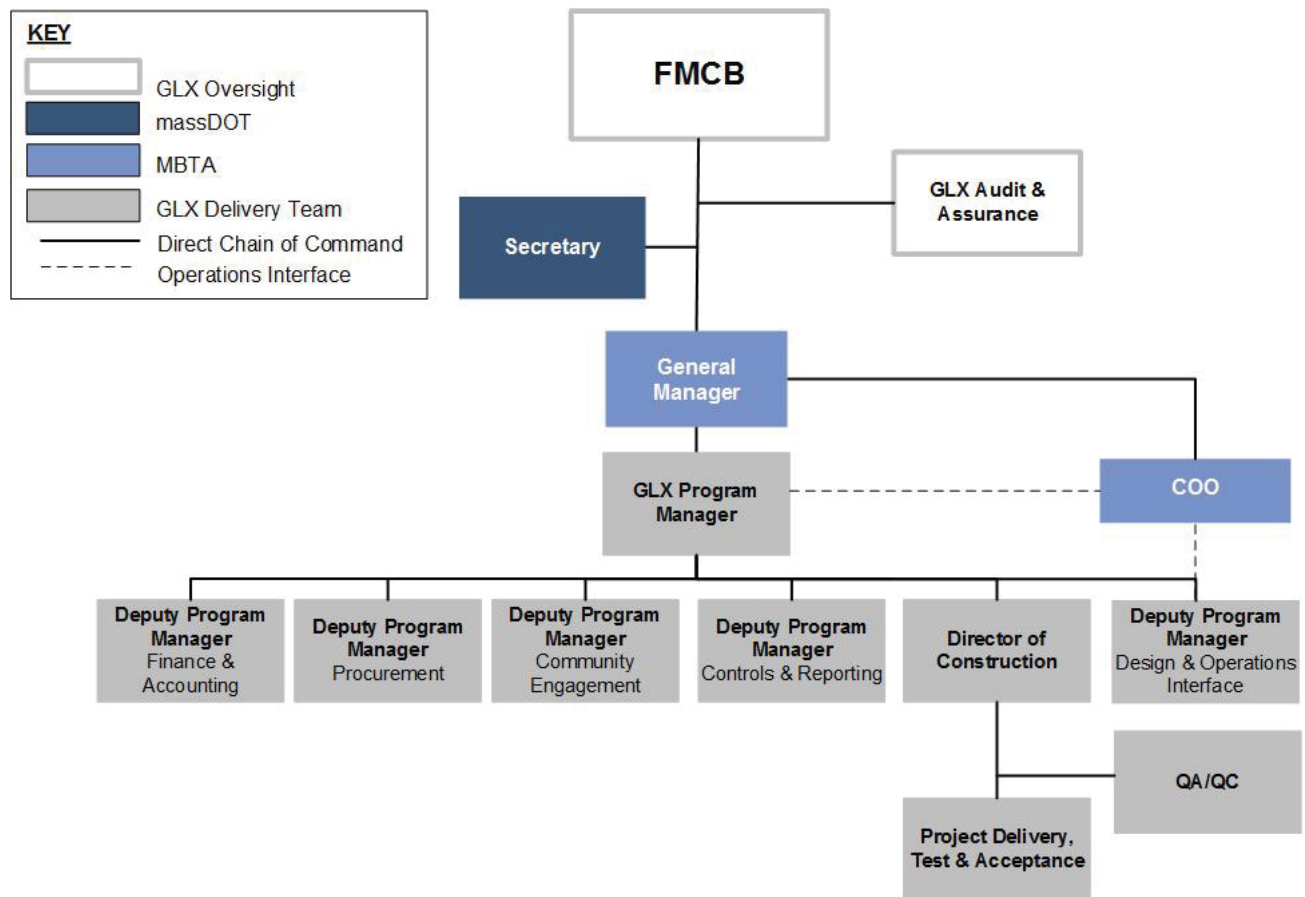 KEY
GLX Oversight
massDOT
MBTA
GLX Delivery Team
Direct Chain of Command
Operations Interface
FMCB
GLX Audit &
Assurance
Secretary
General
Manager
GLX Program
Manager
COO
Deputy Program
Manager
Finance &
Accounting
Deputy Program
Manager
Procurement
Deputy Program
Manager
Community
Engagement
Deputy Program
Manager
Controls & Reporting
Director of
Construction
Deputy Program
Manager
Design & Operations
Interface
QA/QC
Project Delivery,
Test & Acceptance